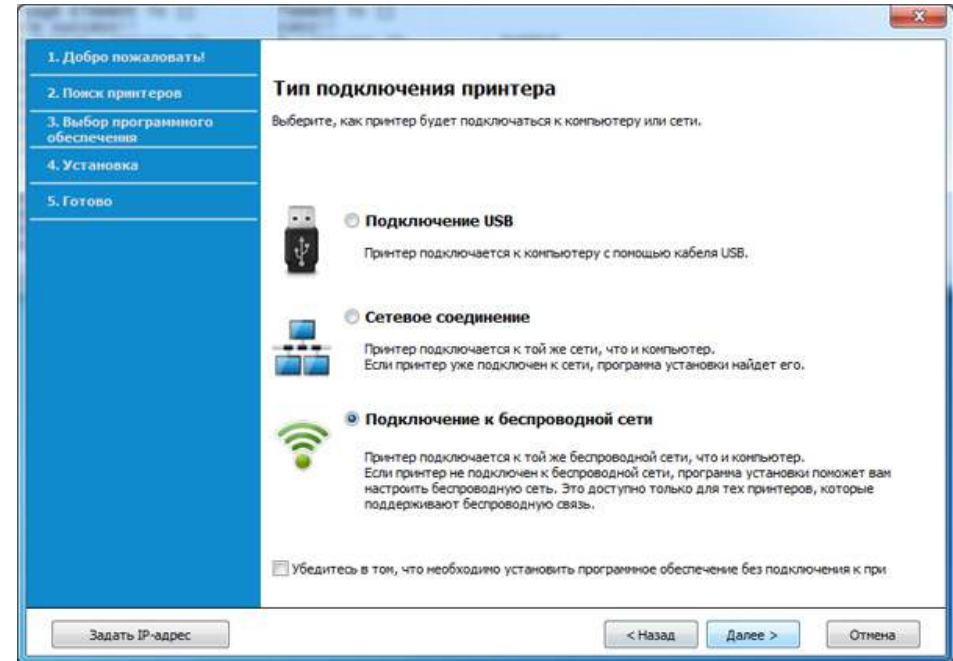 1. Добро пожаловать!
2. Поиск принтеров
3. Выбор программного
обеспечения
4. Установка
5. Готово
Тип подключения принтера
Выберите, как принтер будет подключаться к компьютеру или сети.
Подключение USB
Принтер подключается к компьютеру с помощью кабеля USB.
Сетевое соединение
Принтер подключается к той же сети, что и компьютер.
Если принтер уже подключен к сети, программа установки найдет его.
Подключение к беспроводной сети
Принтер подключается к той же беспроводной сети, что и компьютер.
Если принтер не подключен к беспроводной сети, программа установки поможет вам
настроить беспроводную сеть. Это доступно только для тех принтеров, которые
поддерживают беспроводную связь.
Убедитесь в том, что необходимо установить программное обеспечение без подключения к при
Задать IP-адрес
< Назад
Далее >
Отмена